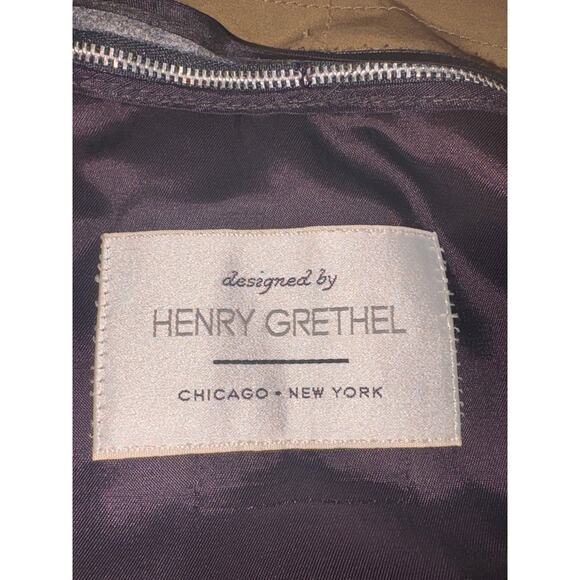 designed by
HENRY GRETHEL
CHICAGO • NEW YORK